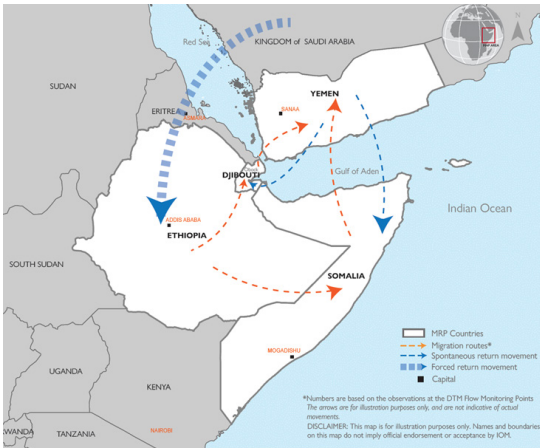 N
Red Sea
KINGDOM of SAUDI ARABIA
SUDAN
ERITREA
ASMARA
SANAA
YEMEN
DJIBOUTI
Gulf of Aden
ADDIS ABABA
ETHIOPIA
Indian Ocean
SOUTH SUDAN
SOMALIA
MOGADISHU
UGANDA
KENYA
NAIROBI
RWANDA
TANZANIA
MRP Countries
Migration routes*
Spontaneous return movement
Forced return movement
Capital
*Numbers are based on the observations at the DTM Flow Monitoring Points
The arrows are for illustration purposes only, and are not indicative of actual
movements.
DISCLAIMER: This map is for illustration purposes only. Names and boundaries
on this map do not imply official endorsement or acceptance by IOM.